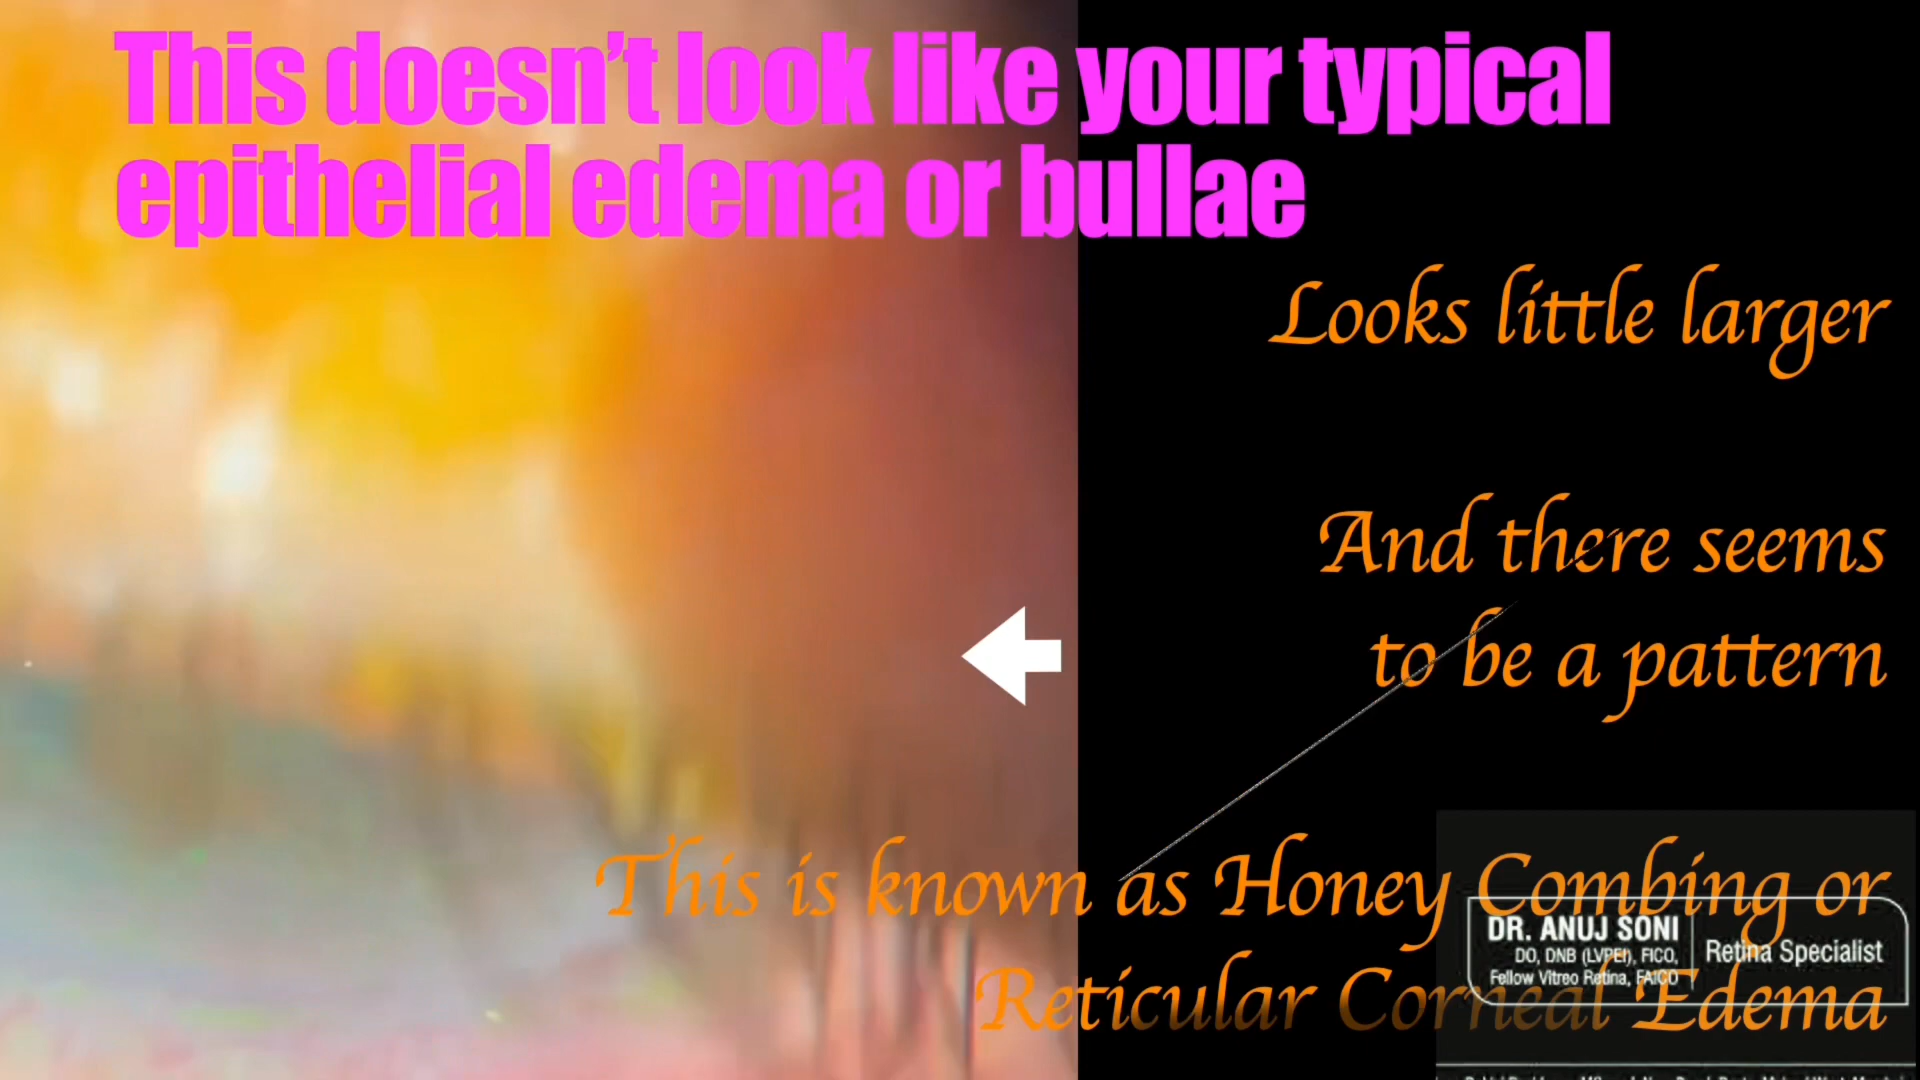 This doesn’t look like your typical
epithelial edema or bullae
Looks little larger
And there seems
to be a pattern
This is known as Honey Combing or
Reticular Corneal Edema
DR. ANUJ SONI
DO, DNB (LVPEI), FICO,
Fellow Vitreo Retina, FAICO
Retina Specialist